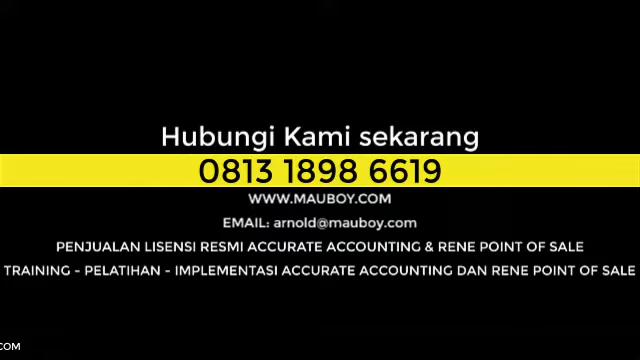 Hubungi Kami sekarang
0813 1898 6619
WWW.MAUBOY.COM
EMAIL: arnold@mauboy.com
PENJUALAN LISENSI RESMI ACCURATE ACCOUNTING & RENE POINT OF SALE
TRAINING - PELATIHAN - IMPLEMENTASI ACCURATE ACCOUNTING DAN RENE POINT OF SALE
.COM